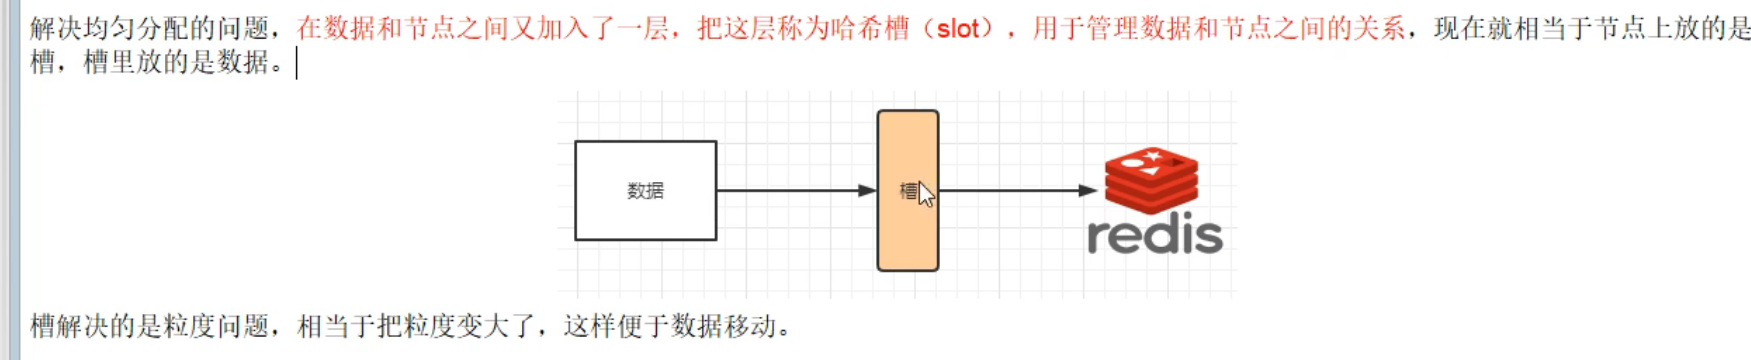 解决均匀分配的问题，在数据和节点之间又加入了一层，把这层称为哈希槽（slot），用于管理数据和节点之间的关系，现在就相当于节点上放的是
槽，槽里放的是数据。
数据
槽
redis
槽解决的是粒度问题，相当于把粒度变大了，这样便于数据移动。